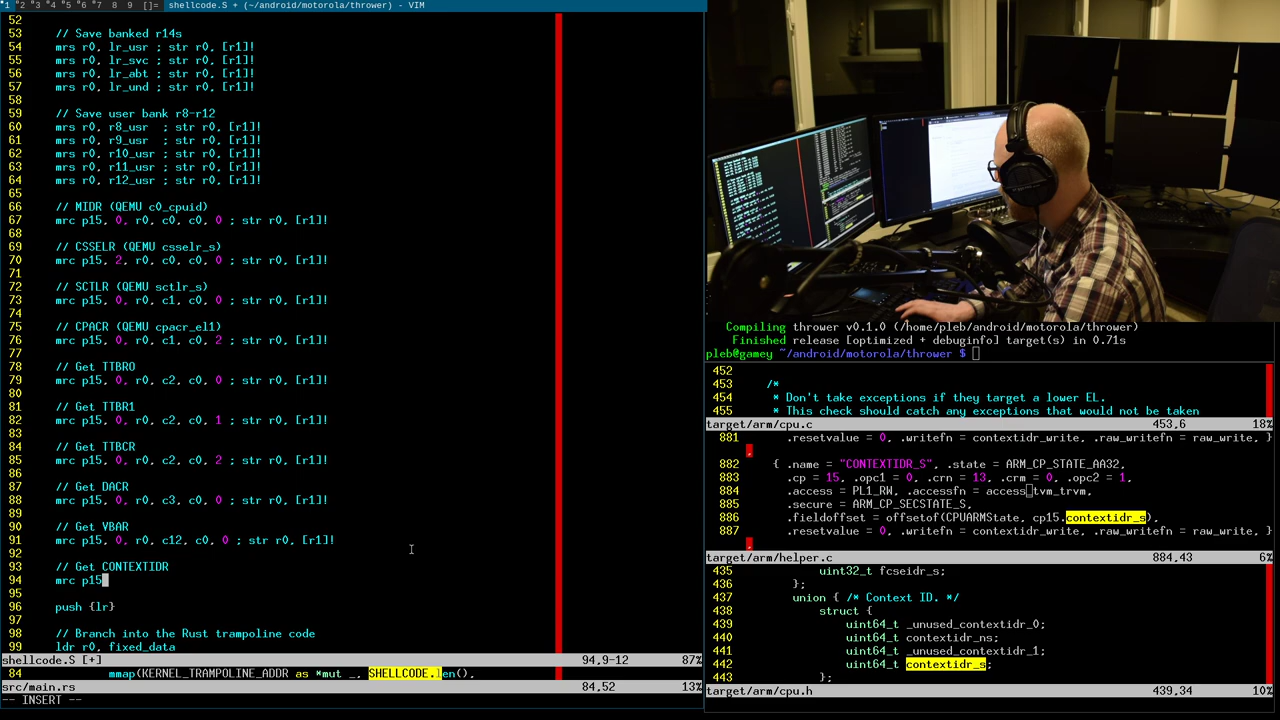 1 2 3 4 5 6 7 8 9 []= shellcode.S + (~/android/motorola/thrower) - VIM
52
53 // Save banked r14s
54 mrs r0, lr_usr ; str r0, [r1]!
55 mrs r0, lr_svc ; str r0, [r1]!
56 mrs r0, lr_abt ; str r0, [r1]!
57 mrs r0, lr_und ; str r0, [r1]!
58
59 // Save user bank r8-r12
60 mrs r0, r8_usr  ; str r0, [r1]!
61 mrs r0, r9_usr  ; str r0, [r1]!
62 mrs r0, r10_usr ; str r0, [r1]!
63 mrs r0, r11_usr ; str r0, [r1]!
64 mrs r0, r12_usr ; str r0, [r1]!
65
66 // MIDR (QEMU c0_cpuid)
67 mrc p15, 0, r0, c0, c0, 0 ; str r0, [r1]!
68
69 // CSSELR (QEMU csselr_s)
70 mrc p15, 2, r0, c0, c0, 0 ; str r0, [r1]!
71
72 // SCTLR (QEMU sctlr_s)
73 mrc p15, 0, r0, c1, c0, 0 ; str r0, [r1]!
74
75 // CPACR (QEMU cpacr_el1)
76 mrc p15, 0, r0, c1, c0, 2 ; str r0, [r1]!
77
78 // Get TTBR0
79 mrc p15, 0, r0, c2, c0, 0 ; str r0, [r1]!
80
81 // Get TTBR1
82 mrc p15, 0, r0, c2, c0, 1 ; str r0, [r1]!
83
84 // Get TTBCR
85 mrc p15, 0, r0, c2, c0, 2 ; str r0, [r1]!
86
87 // Get DACR
88 mrc p15, 0, r0, c3, c0, 0 ; str r0, [r1]!
89
90 // Get VBAR
91 mrc p15, 0, r0, c12, c0, 0 ; str r0, [r1]!
92
93 // Get CONTEXTIDR
94 mrc p15
95
96 push {lr}
97
98 // Branch into the Rust trampoline code
99 ldr r0, fixed_data
shellcode.S [+] 94,9-12 87%
84 mmap(KERNEL_TRAMPOLINE_ADDR as *mut _, SHELLCODE.len(),
src/main.rs 84,52 13%
-- INSERT --
Compiling thrower v0.1.0 (/home/pleb/android/motorola/thrower)
Finished release [optimized + debuginfo] target(s) in 0.71s
pleb@gamey ~/android/motorola/thrower $
452
453 /*
454 * Don't take exceptions if they target a lower EL.
455 * This check should catch any exceptions that would not be taken
target/arm/cpu.c 453,6 18%
881 .resetvalue = 0, .writefn = contextidr_write, .raw_writefn = raw_write, }
,
882 { .name = "CONTEXTIDR_S", .state = ARM_CP_STATE_AA32,
883 .cp = 15, .opc1 = 0, .crn = 13, .crm = 0, .opc2 = 1,
884 .access = PL1_RW, .accessfn = access_tvm_trvm,
885 .secure = ARM_CP_SECSTATE_S,
886 .fieldoffset = offsetof(CPUARMState, cp15.contextidr_s),
887 .resetvalue = 0, .writefn = contextidr_write, .raw_writefn = raw_write, }
,
target/arm/helper.c 884,43 6%
435 uint32_t fcseidr_s;
436 };
437 union { /* Context ID. */
438 struct {
439 uint64_t _unused_contextidr_0;
440 uint64_t contextidr_ns;
441 uint64_t _unused_contextidr_1;
442 uint64_t contextidr_s;
443 };
target/arm/cpu.h 439,34 10%